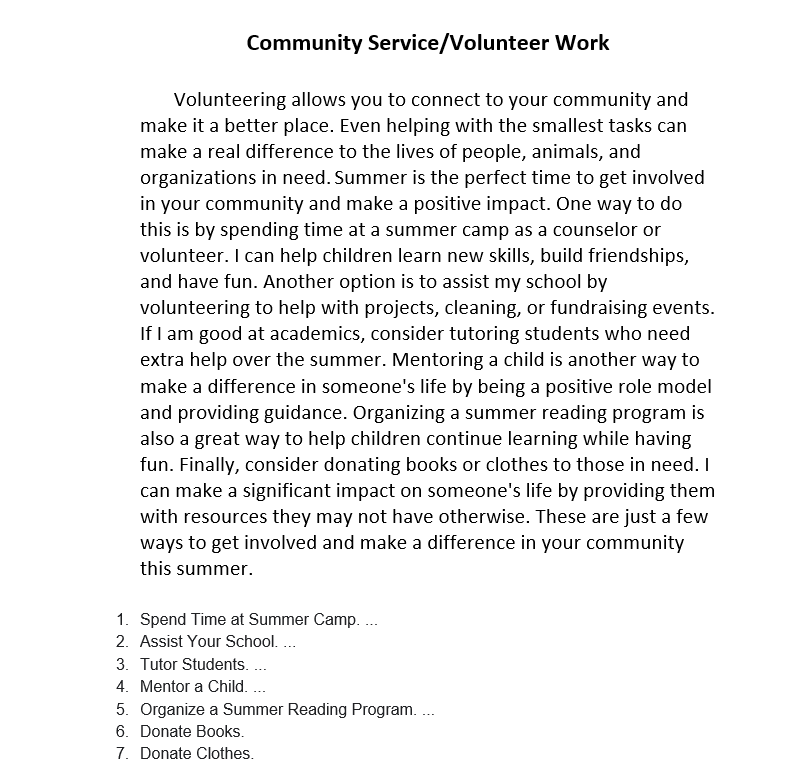 Community Service/Volunteer Work
Volunteering allows you to connect to your community and
make it a better place. Even helping with the smallest tasks can
make a real difference to the lives of people, animals, and
organizations in need. Summer is the perfect time to get involved
in your community and make a positive impact. One way to do
this is by spending time at a summer camp as a counselor or
volunteer. I can help children learn new skills, build friendships,
and have fun. Another option is to assist my school by
volunteering to help with projects, cleaning, or fundraising events.
If I am good at academics, consider tutoring students who need
extra help over the summer. Mentoring a child is another way to
make a difference in someone's life by being a positive role model
and providing guidance. Organizing a summer reading program is
also a great way to help children continue learning while having
fun. Finally, consider donating books or clothes to those in need. I
can make a significant impact on someone's life by providing them
with resources they may not have otherwise. These are just a few
ways to get involved and make a difference in your community
this summer.
1. Spend Time at Summer Camp. ...
2. Assist Your School. ...
3. Tutor Students. ...
4. Mentor a Child. ...
5. Organize a Summer Reading Program. ...
6. Donate Books.
7. Donate Clothes.